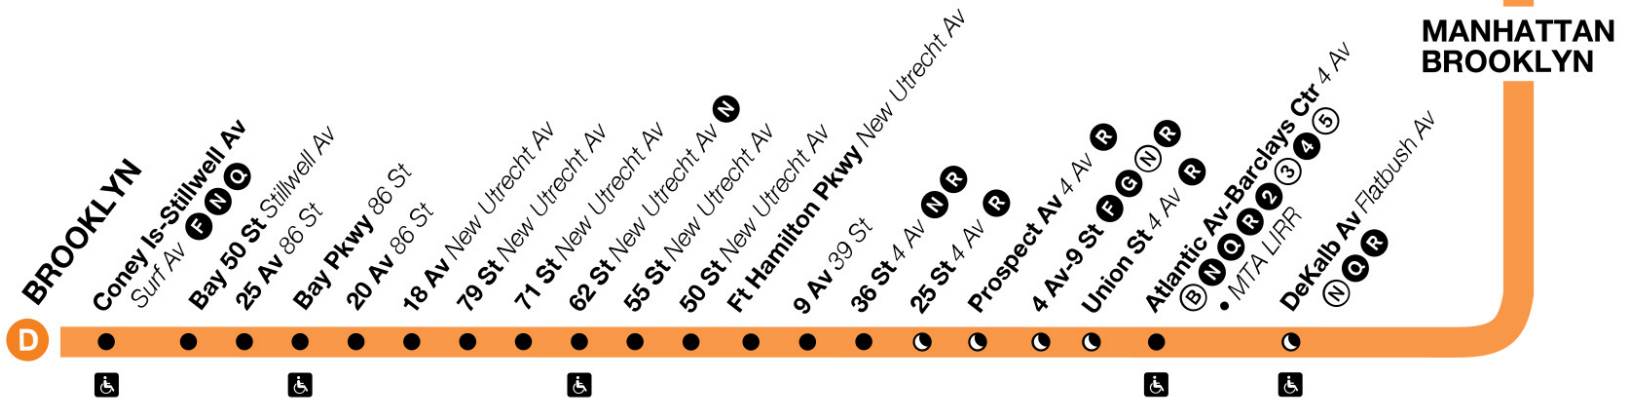 MANHATTAN
BROOKLYN
BROOKLYN
Coney Is-Stillwell Av
Surf Av F N Q
Bay 50 St Stillwell Av
25 Av 86 St
Bay Pkwy 86 St
20 Av 86 St
18 Av New Utrecht Av
79 St New Utrecht Av
71 St New Utrecht Av
62 St New Utrecht Av N
55 St New Utrecht Av
50 St New Utrecht Av
Ft Hamilton Pkwy New Utrecht Av
9 Av 39 St
36 St 4 Av N R
25 St 4 Av R
Prospect Av 4 Av R
4 Av-9 St F G N R
Union St 4 Av R
Atlantic Av-Barclays Ctr 4 Av
B N Q R 2 3 4 5
• MTA LIRR
DeKalb Av Flatbush Av
N Q R
D